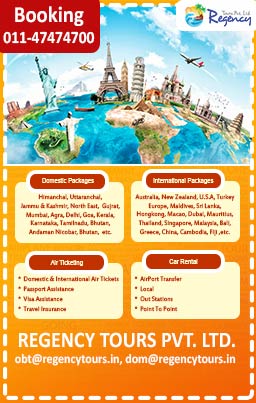 Booking
011-47474700
Tours Pvt. Ltd.
Regency
Domestic Packages
Himanchal, Uttaranchal,
Jammu & Kashmir, North East, Gujrat,
Mumbai, Agra, Delhi, Goa, Kerala,
Karnataka, Tamilnadu, Bhutan,
Andaman Nicobar, Bhutan, etc.
International Packages
Australia, New Zealand, U.S.A, Turkey
Europe, Maldives, Sri Lanka,
Hongkong, Macao, Dubai, Mauritius,
Thailand, Singapore, Malaysia, Bali,
Greece, China, Cambodia, Fiji ,etc.
Air Ticketing
* Domestic & International Air Tickets
* Passport Assistance
* Visa Assistance
* Travel Insurance
Car Rental
* AirPort Transfer
* Local
* Out Stations
* Point To Point
REGENCY TOURS PVT. LTD.
obt@regencytours.in, dom@regencytours.in